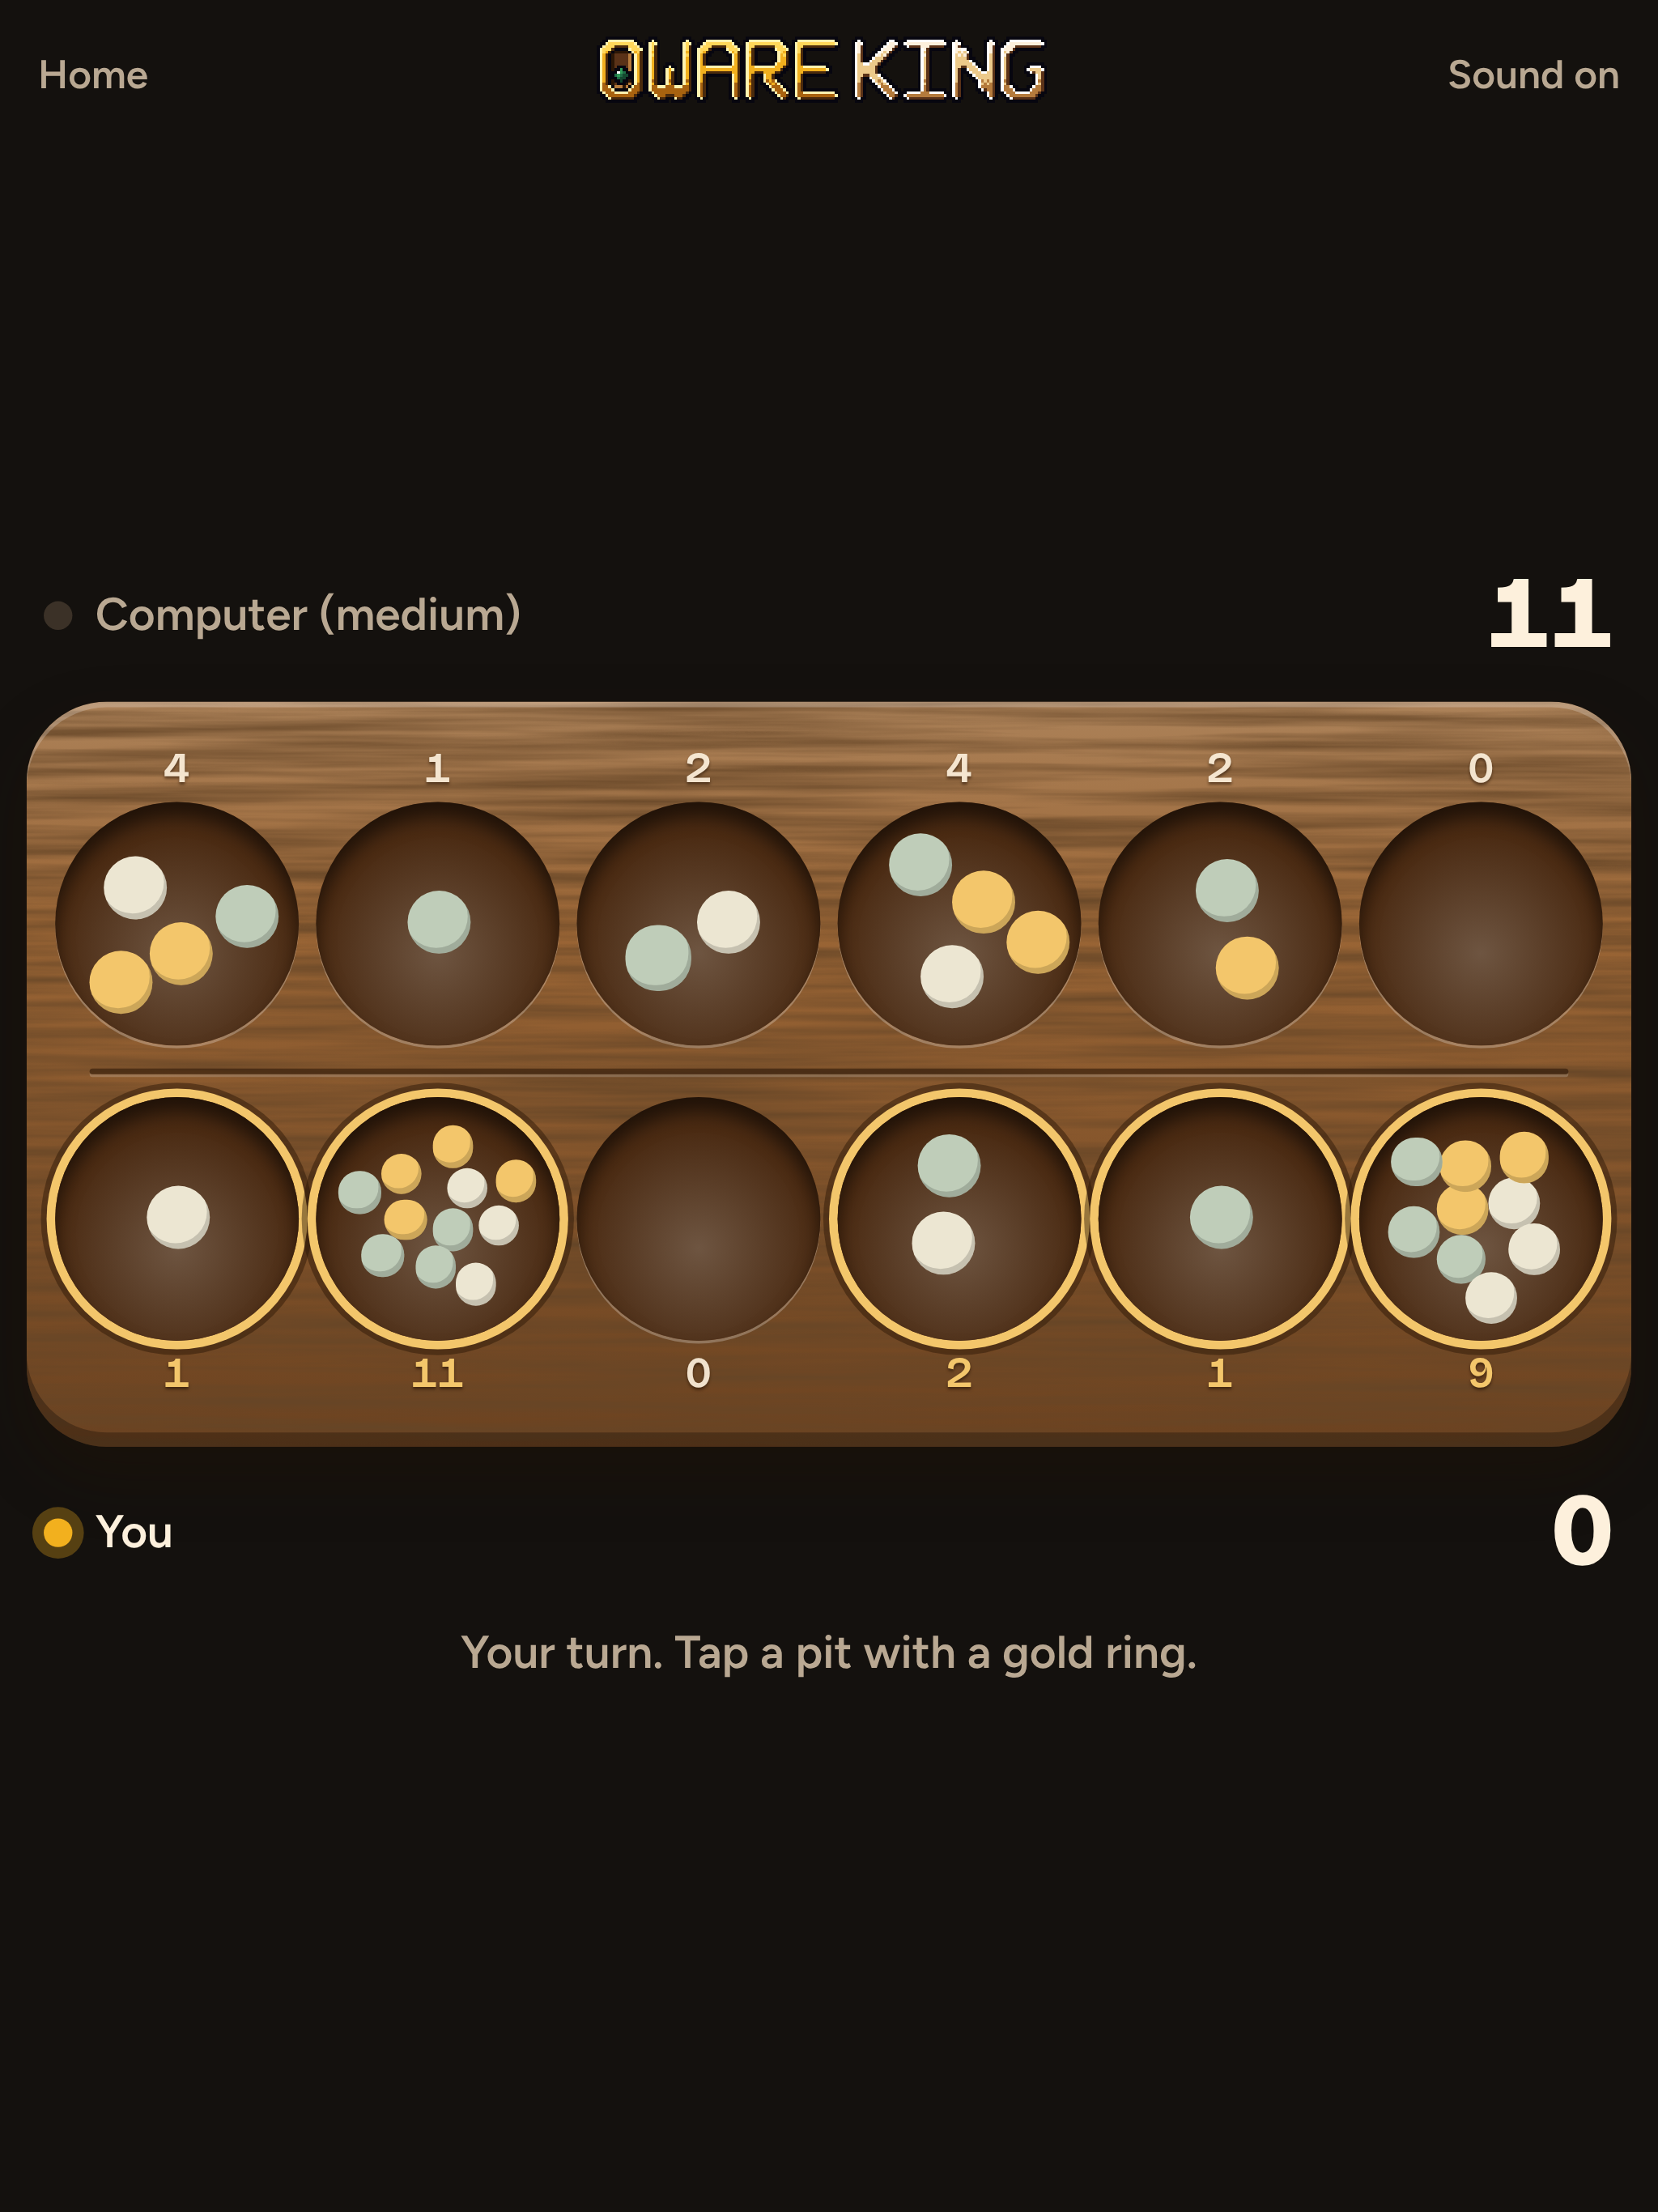 Home
OWARE KING
Sound on
Computer (medium)
11
4 1 2 4 2 0
1 11 0 2 1 9
You
0
Your turn. Tap a pit with a gold ring.